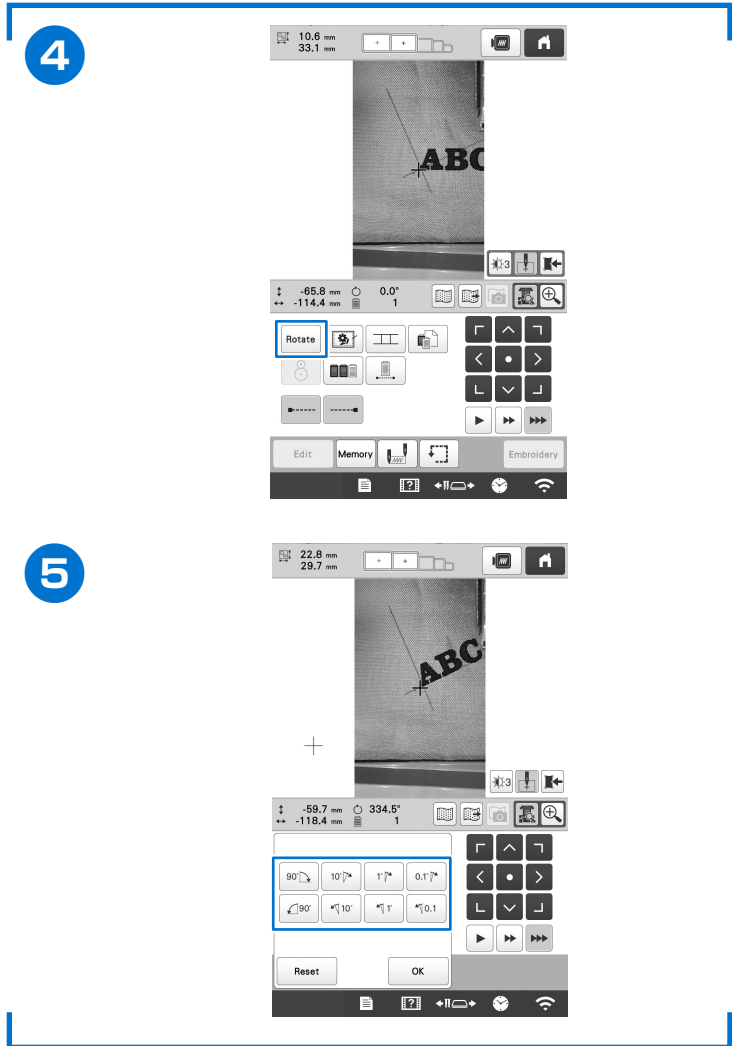 4
10.6 mm
33.1 mm
ABC
3
-65.8 mm 0.0°
-114.4 mm 1
Rotate
Edit Memory Embroidery
?
5
22.8 mm
29.7 mm
ABC
3
-59.7 mm 334.5°
-118.4 mm 1
90° 10° 1° 0.1°
90° 10° 1° 0.1
Reset OK
?